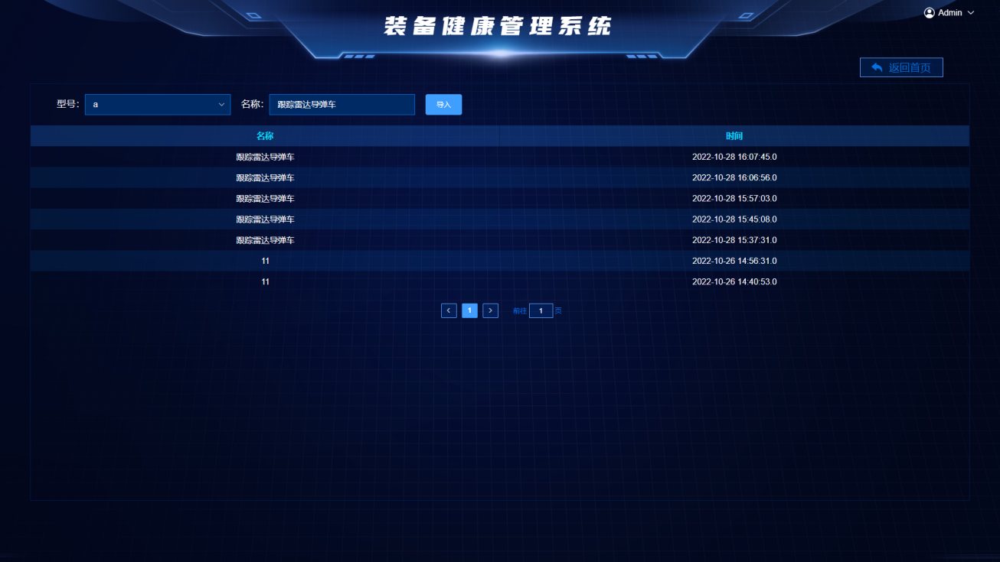 装备健康管理系统
Admin
返回首页
型号： a 名称： 跟踪雷达导弹车 导入
名称 时间
跟踪雷达导弹车 2022-10-28 16:07:45.0
跟踪雷达导弹车 2022-10-28 16:06:56.0
跟踪雷达导弹车 2022-10-28 15:57:03.0
跟踪雷达导弹车 2022-10-28 15:45:08.0
跟踪雷达导弹车 2022-10-28 15:37:31.0
11 2022-10-26 14:56:31.0
11 2022-10-26 14:40:53.0
1 前往 1 页